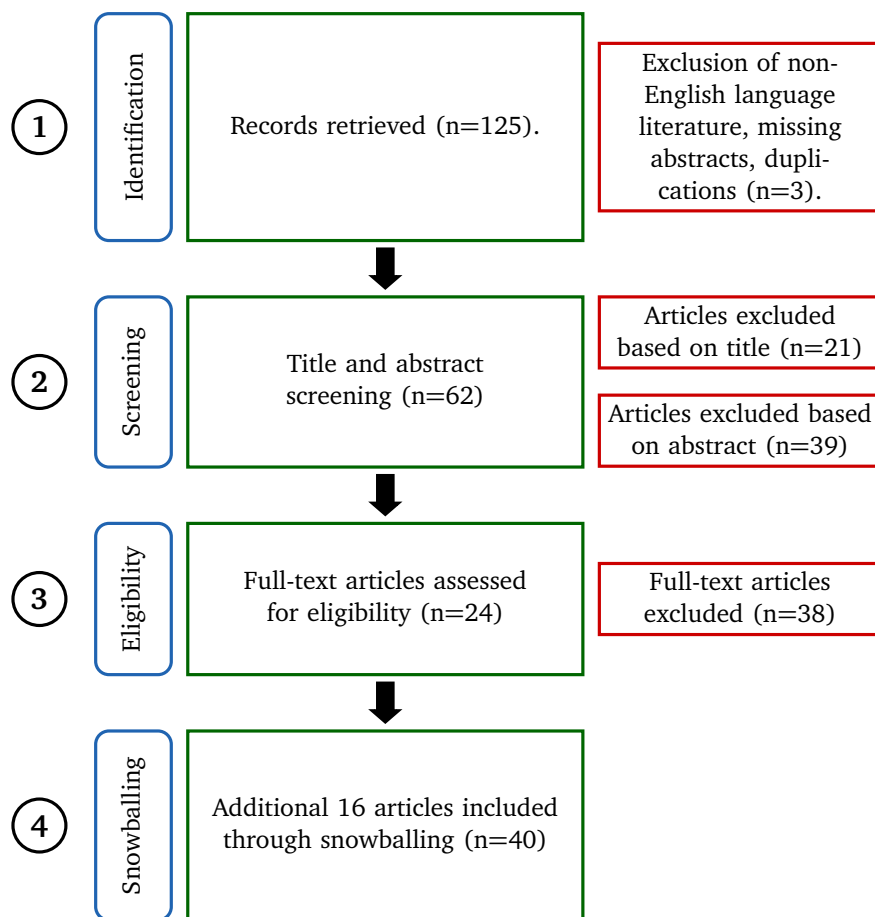 1
Identification
Records retrieved (n=125).
Exclusion of non-
English language
literature, missing
abstracts, dupli-
cations (n=3).
2
Screening
Title and abstract
screening (n=62)
Articles excluded
based on title (n=21)
Articles excluded based
on abstract (n=39)
3
Eligibility
Full-text articles assessed
for eligibility (n=24)
Full-text articles
excluded (n=38)
4
Snowballing
Additional 16 articles included
through snowballing (n=40)